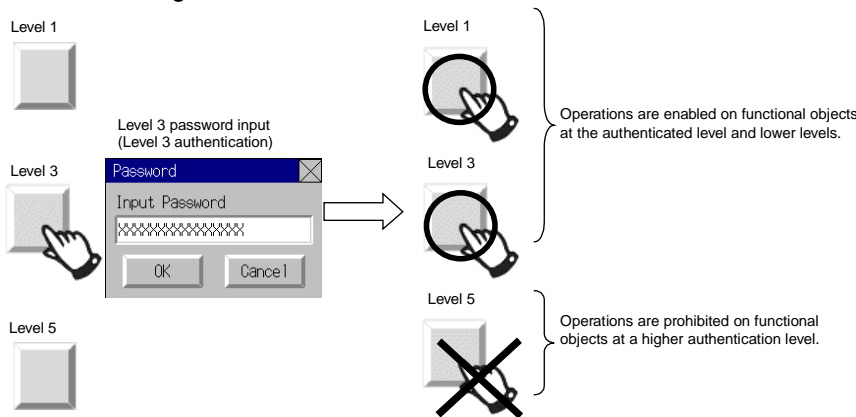 Level 1
Level 3 password input
(Level 3 authentication)
Level 3
Password
Input Password
XXXXXXXXXXXXXX
OK
Cancel
Level 5
Level 1
Level 3
Operations are enabled on functional objects
at the authenticated level and lower levels.
Level 5
Operations are prohibited on functional
objects at a higher authentication level.